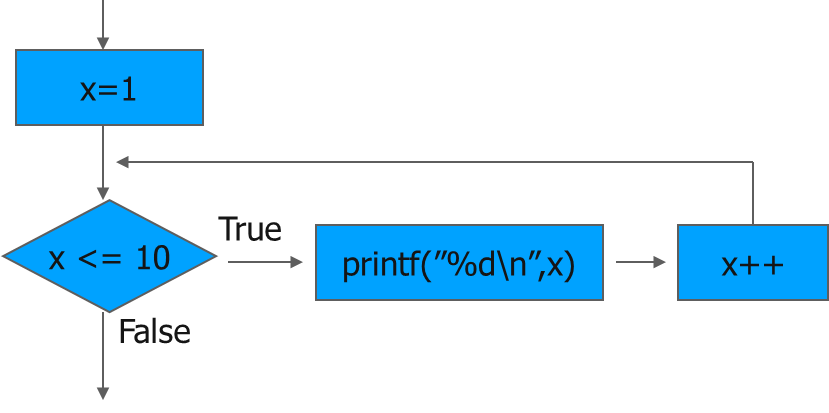 x=1
True
x <= 10
printf(”%d\n”,x)
x++
False